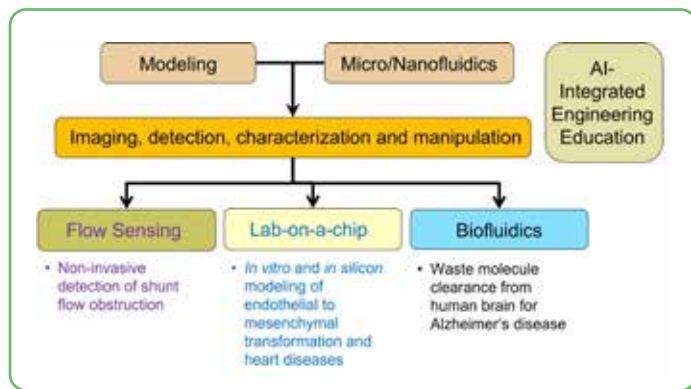 Modeling
Micro/Nanofluidics
AI-
Integrated
Engineering
Education
Imaging, detection, characterization and manipulation
Flow Sensing
• Non-invasive
detection of shunt
flow obstruction
Lab-on-a-chip
• In vitro and in silicon
modeling of
endothelial to
mesenchymal
transformation and
heart diseases
Biofluidics
• Waste molecule
clearance from
human brain for
Alzheimer's disease